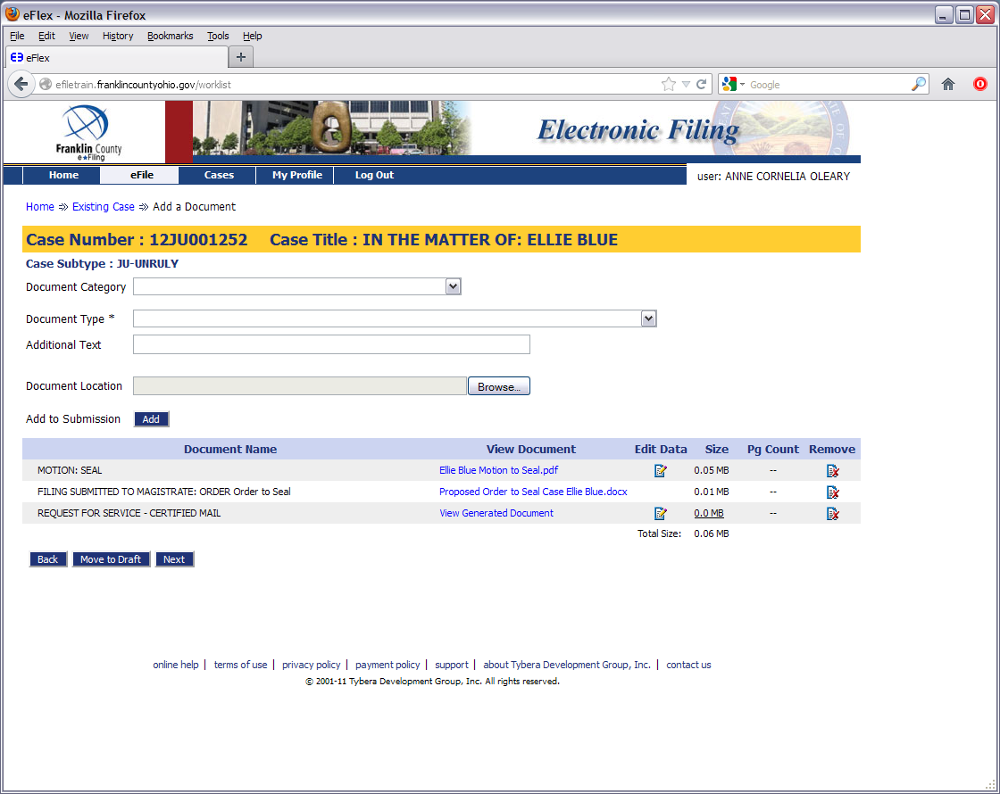 eFlex - Mozilla Firefox
File Edit View History Bookmarks Tools Help
eFlex
efiletrain.franklincountyohio.gov/worklist
Google
Franklin County
e★Filing
Electronic Filing
Home eFile Cases My Profile Log Out
user: ANNE CORNELIA OLEARY
Home Existing Case Add a Document
Case Number : 12JU001252 Case Title : IN THE MATTER OF: ELLIE BLUE
Case Subtype : JU-UNRULY
Document Category
Document Type *
Additional Text
Document Location Browse...
Add to Submission Add
Document Name View Document Edit Data Size Pg Count Remove
MOTION: SEAL Ellie Blue Motion to Seal.pdf 0.05 MB --
FILING SUBMITTED TO MAGISTRATE: ORDER Order to Seal Proposed Order to Seal Case Ellie Blue.docx 0.01 MB --
REQUEST FOR SERVICE - CERTIFIED MAIL View Generated Document 0.0 MB --
Total Size: 0.06 MB
Back Move to Draft Next
online help | terms of use | privacy policy | payment policy | support | about Tybera Development Group, Inc. | contact us
© 2001-11 Tybera Development Group, Inc. All rights reserved.